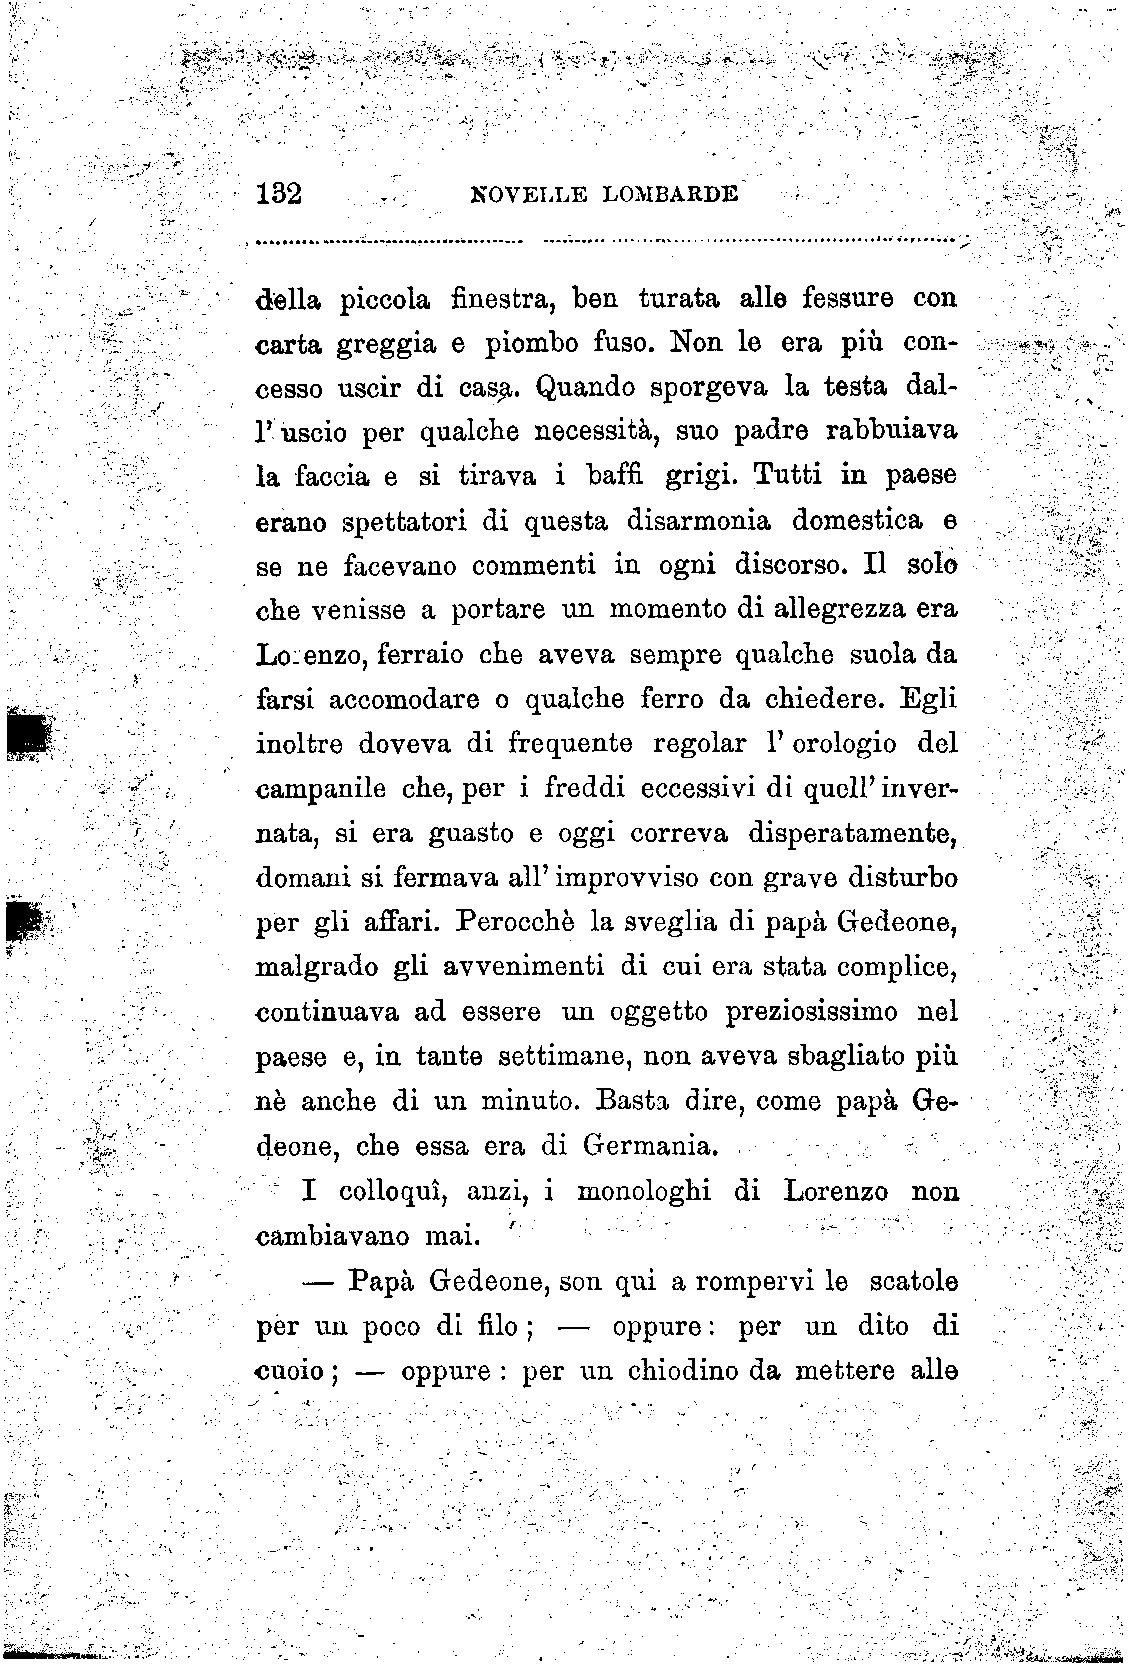 132 NOVELLE LOMBARDE
della piccola finestra, ben turata alle fessure con
carta greggia e piombo fuso. Non le era più con-
cesso uscir di casa. Quando sporgeva la testa dal-
l' uscio per qualche necessità, suo padre rabbuiava
la faccia e si tirava i baffi grigi. Tutti in paese
erano spettatori di questa disarmonia domestica e
se ne facevano commenti in ogni discorso. Il solo
che venisse a portare un momento di allegrezza era
Lorenzo, ferraio che aveva sempre qualche suola da
farsi accomodare o qualche ferro da chiedere. Egli
inoltre doveva di frequente regolar l' orologio del
campanile che, per i freddi eccessivi di quell' inver-
nata, si era guasto e oggi correva disperatamente,
domani si fermava all' improvviso con grave disturbo
per gli affari. Perocchè la sveglia di papà Gedeone,
malgrado gli avvenimenti di cui era stata complice,
continuava ad essere un oggetto preziosissimo nel
paese e, in tante settimane, non aveva sbagliato più
nè anche di un minuto. Basta dire, come papà Ge-
deone, che essa era di Germania.
I colloquî, anzi, i monologhi di Lorenzo non
cambiavano mai.
— Papà Gedeone, son qui a rompervi le scatole
per un poco di filo ; — oppure : per un dito di
cuoio ; — oppure : per un chiodino da mettere alle